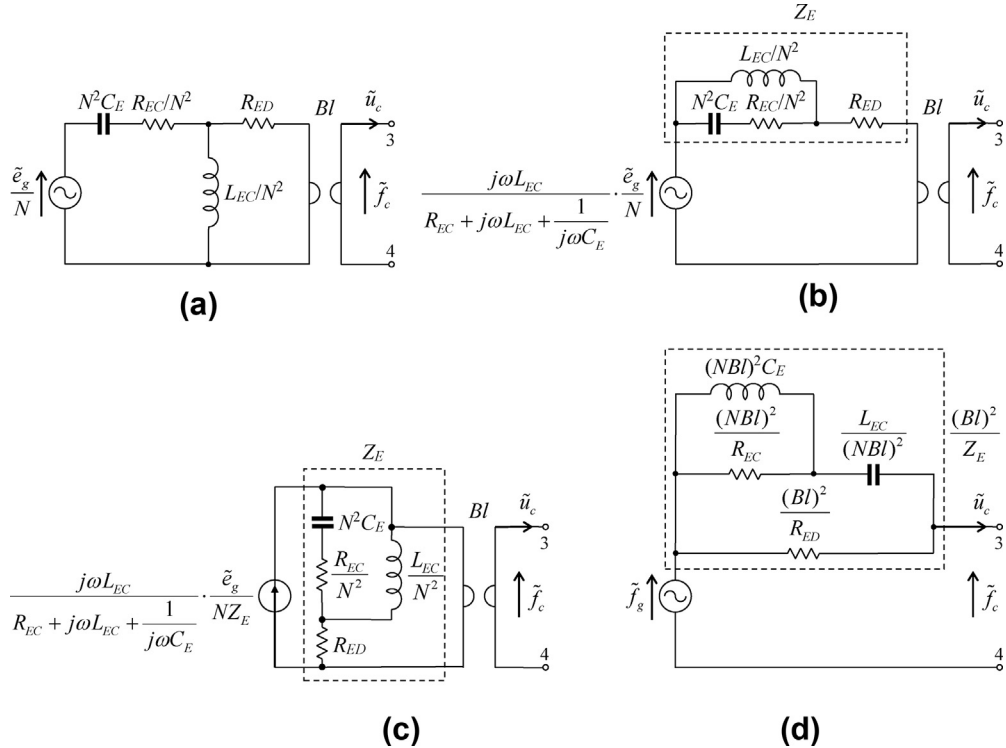 N²C_E R_EC/N² R_ED Bl ũ_c
3
ẽ_g/N L_EC/N² f̃_c
4
(a)
Z_E
L_EC/N²
N²C_E R_EC/N² R_ED Bl ũ_c
3
jωL_EC / (R_EC + jωL_EC + 1/(jωC_E)) · ẽ_g/N f̃_c
4
(b)
Z_E
N²C_E Bl ũ_c
3
R_EC/N² L_EC/N²
jωL_EC / (R_EC + jωL_EC + 1/(jωC_E)) · ẽ_g/(NZ_E) f̃_c
R_ED
4
(c)
(NBl)²C_E
(NBl)²/R_EC L_EC/(NBl)² (Bl)²/Z_E
(Bl)²/R_ED ũ_c
3
f̃_g f̃_c
4
(d)